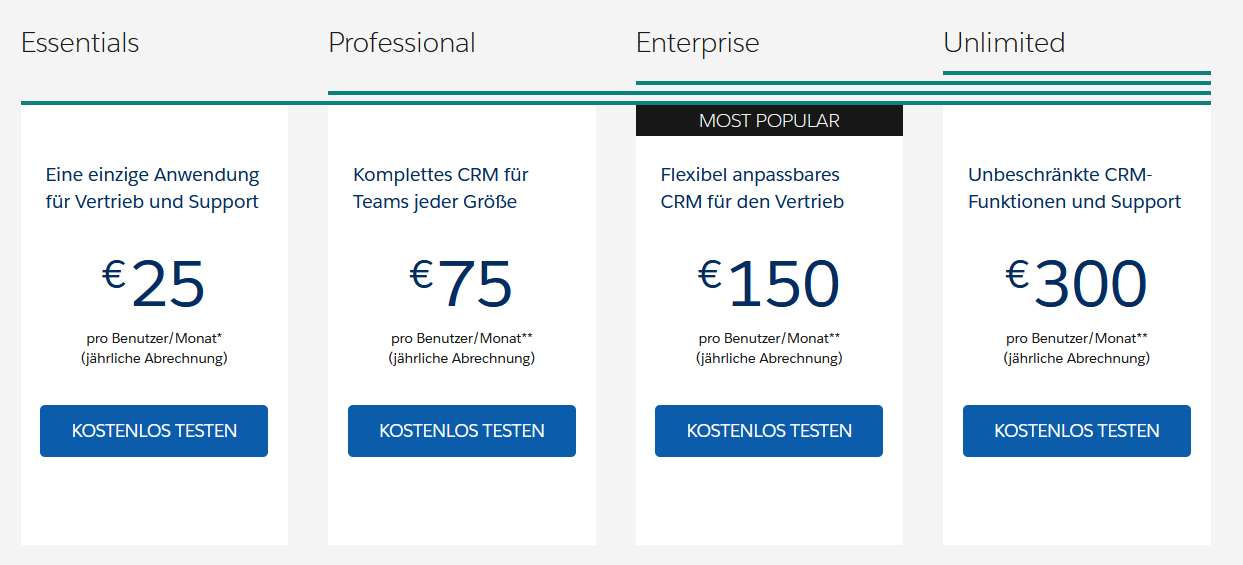 Essentials
Professional
Enterprise
Unlimited
MOST POPULAR
Eine einzige Anwendung
für Vertrieb und Support
€25
pro Benutzer/Monat*
(jährliche Abrechnung)
KOSTENLOS TESTEN
Komplettes CRM für
Teams jeder Größe
€75
pro Benutzer/Monat**
(jährliche Abrechnung)
KOSTENLOS TESTEN
Flexibel anpassbares
CRM für den Vertrieb
€150
pro Benutzer/Monat**
(jährliche Abrechnung)
KOSTENLOS TESTEN
Unbeschränkte CRM-
Funktionen und Support
€300
pro Benutzer/Monat**
(jährliche Abrechnung)
KOSTENLOS TESTEN